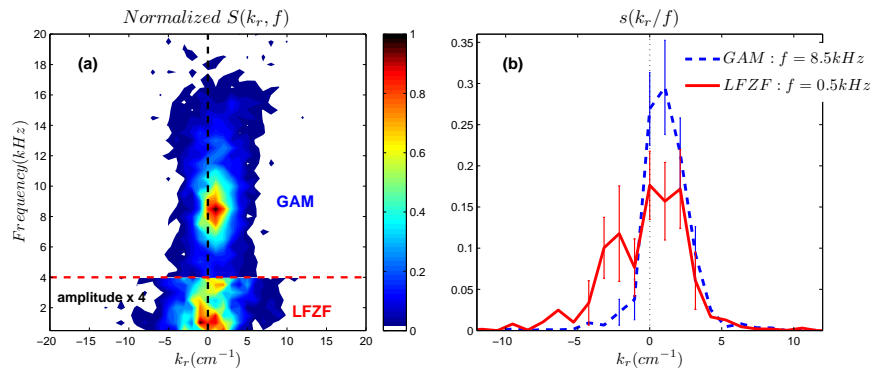 Normalized S(k_r, f)
s(k_r/f)
(a)
GAM
amplitude x 4
LFZF
Frequency(kHz)
20
18
16
14
12
10
8
6
4
2
−20 −15 −10 −5 0 5 10 15 20
k_r(cm⁻¹)
1
0.8
0.6
0.4
0.2
0
(b)
GAM : f = 8.5kHz
LFZF : f = 0.5kHz
0.35
0.3
0.25
0.2
0.15
0.1
0.05
0
−10 −5 0 5 10
k_r(cm⁻¹)